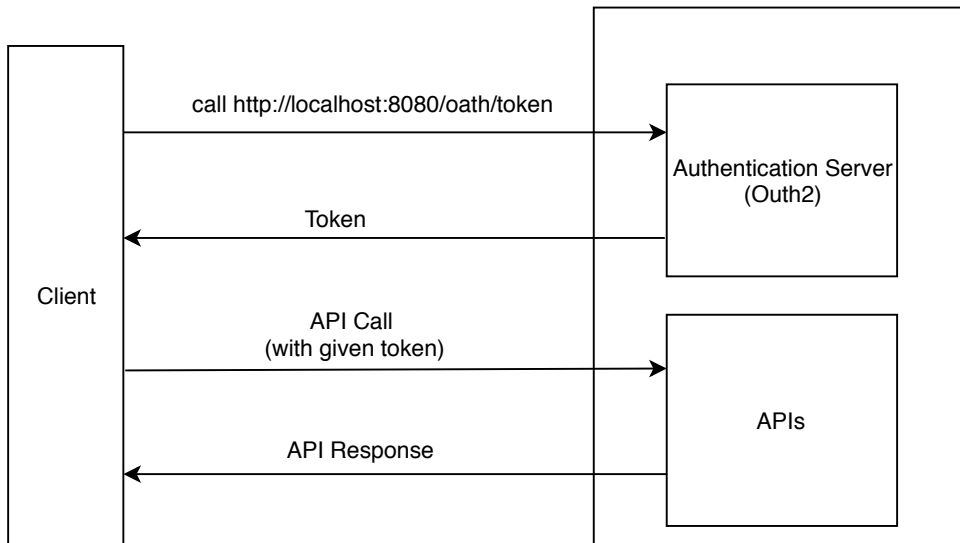 call http://localhost:8080/oath/token
Authentication Server
(Outh2)
Token
Client
API Call
(with given token)
APIs
API Response